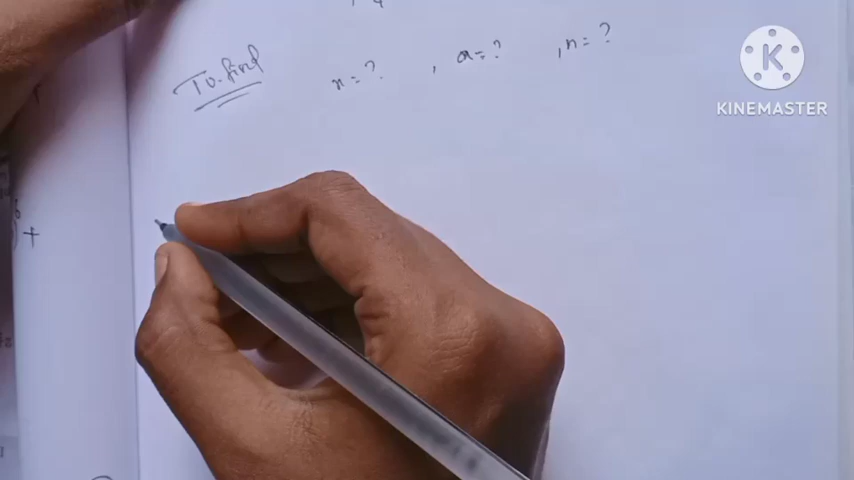 To find x = ? , a = ? , n = ?
K
KINEMASTER
+